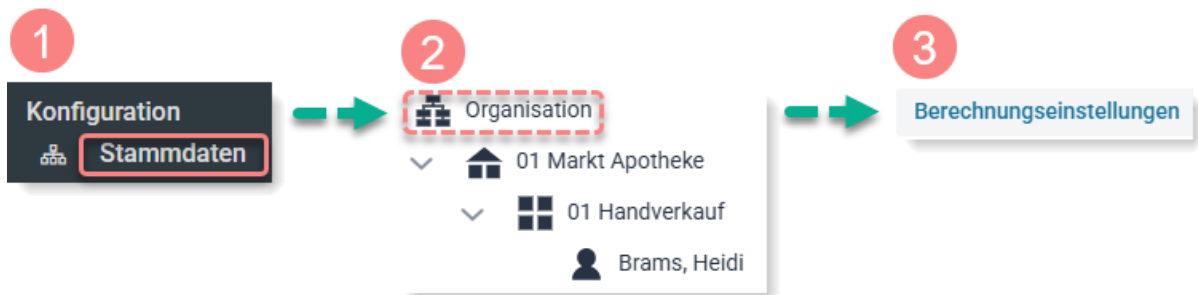 1
Konfiguration
Stammdaten
2
Organisation
01 Markt Apotheke
01 Handverkauf
Brams, Heidi
3
Berechnungseinstellungen